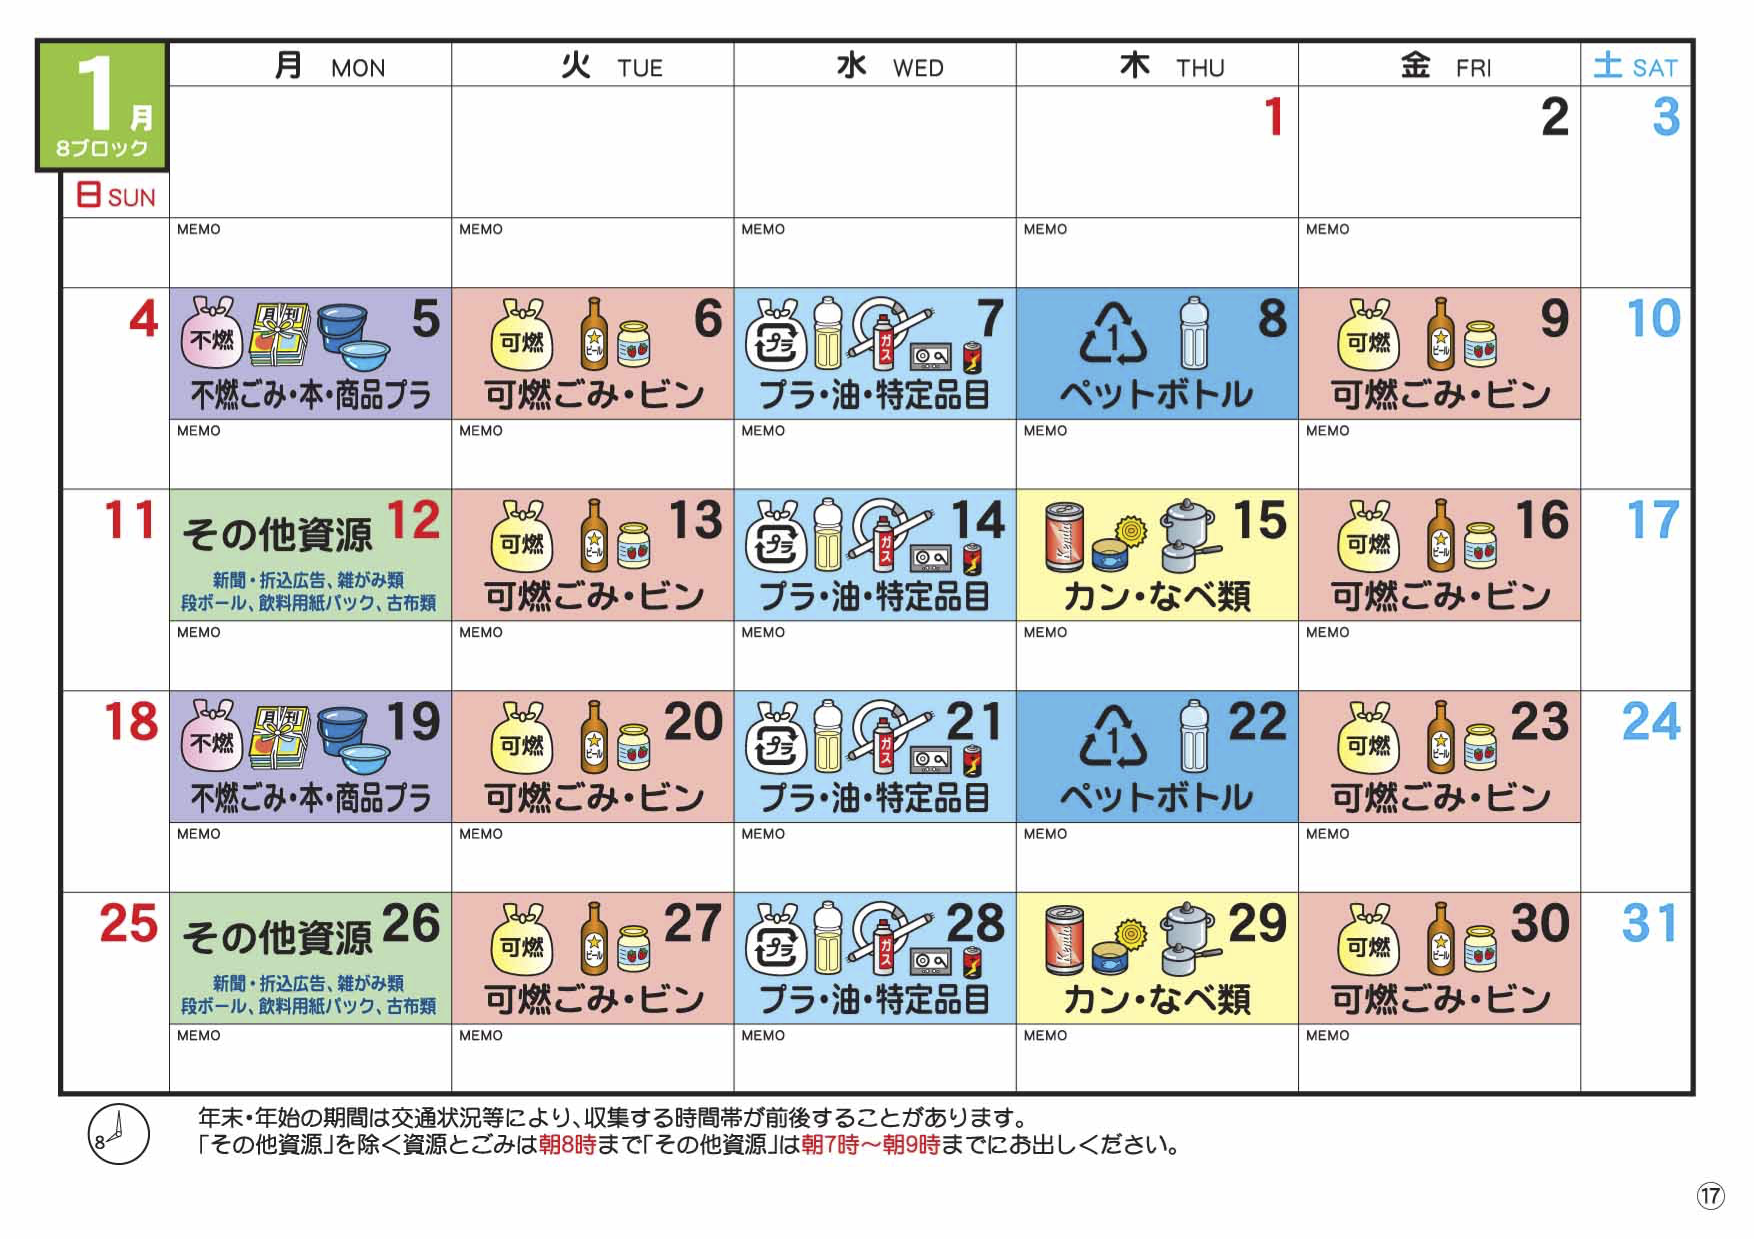 1月
8ブロック
月 MON 火 TUE 水 WED 木 THU 金 FRI 土 SAT
日 SUN
1 2 3
MEMO MEMO MEMO MEMO MEMO
4 5 6 7 8 9 10
不燃 月刊 可燃 ビール プラ ガス 1 可燃 ビール
不燃ごみ・本・商品プラ 可燃ごみ・ビン プラ・油・特定品目 ペットボトル 可燃ごみ・ビン
MEMO MEMO MEMO MEMO MEMO
11 その他資源 12 13 14 15 16 17
可燃 ビール プラ ガス 可燃 ビール
新聞・折込広告、雑がみ類
段ボール、飲料用紙パック、古布類
可燃ごみ・ビン プラ・油・特定品目 カン・なべ類 可燃ごみ・ビン
MEMO MEMO MEMO MEMO MEMO
18 19 20 21 22 23 24
不燃 月刊 可燃 ビール プラ ガス 1 可燃 ビール
不燃ごみ・本・商品プラ 可燃ごみ・ビン プラ・油・特定品目 ペットボトル 可燃ごみ・ビン
MEMO MEMO MEMO MEMO MEMO
25 その他資源 26 27 28 29 30 31
可燃 ビール プラ ガス 可燃 ビール
新聞・折込広告、雑がみ類
段ボール、飲料用紙パック、古布類
可燃ごみ・ビン プラ・油・特定品目 カン・なべ類 可燃ごみ・ビン
MEMO MEMO MEMO MEMO MEMO
8
年末・年始の期間は交通状況等により、収集する時間帯が前後することがあります。
「その他資源」を除く資源とごみは朝8時まで「その他資源」は朝7時～朝9時までにお出しください。
⑰